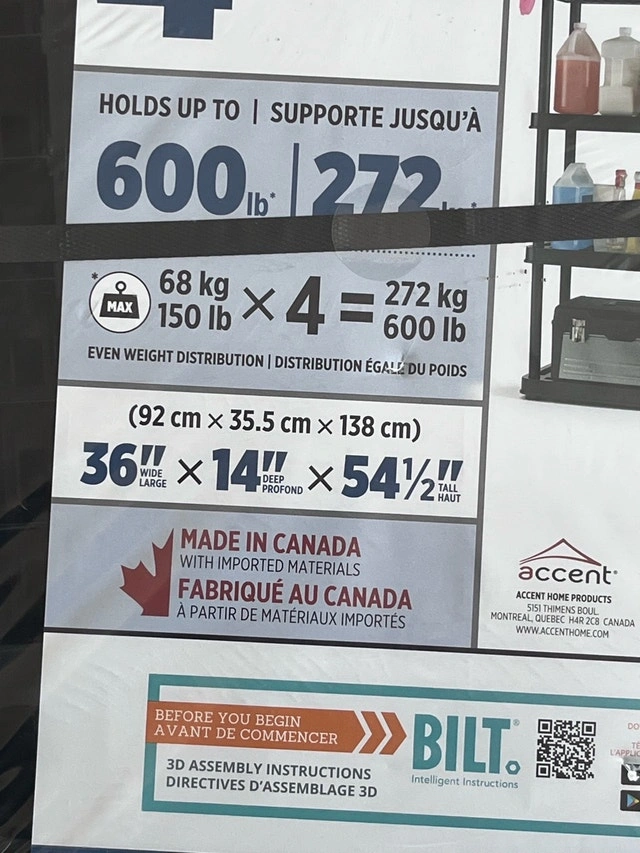 HOLDS UP TO | SUPPORTE JUSQU'À
600 lb* | 272
* MAX 68 kg 150 lb × 4 = 272 kg 600 lb
EVEN WEIGHT DISTRIBUTION | DISTRIBUTION ÉGALE DU POIDS
(92 cm × 35.5 cm × 138 cm)
36" WIDE LARGE × 14" DEEP PROFOND × 54½" TALL HAUT
MADE IN CANADA
WITH IMPORTED MATERIALS
FABRIQUÉ AU CANADA
À PARTIR DE MATÉRIAUX IMPORTÉS
accent
ACCENT HOME PRODUCTS
5151 THIMENS BOUL.
MONTREAL, QUEBEC H4R 2C8 CANADA
WWW.ACCENTHOME.COM
BEFORE YOU BEGIN
AVANT DE COMMENCER
3D ASSEMBLY INSTRUCTIONS
DIRECTIVES D'ASSEMBLAGE 3D
BILT®
Intelligent Instructions